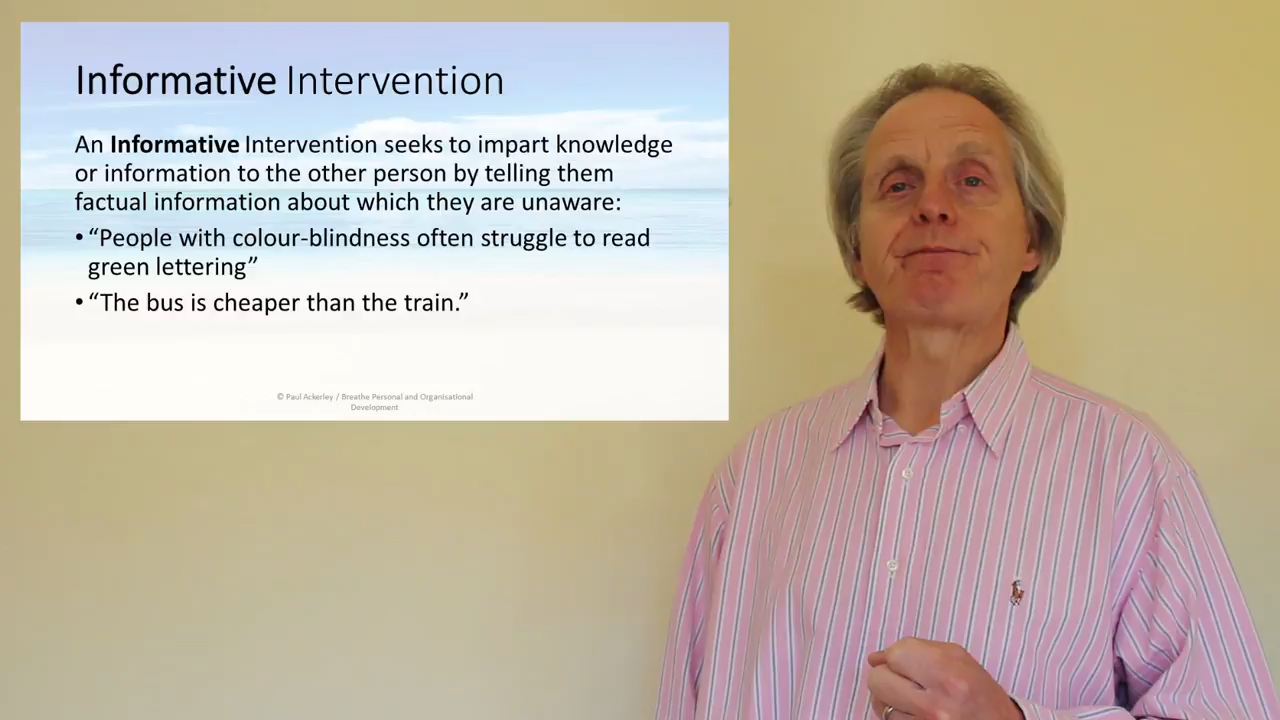 Informative Intervention
An Informative Intervention seeks to impart knowledge
or information to the other person by telling them
factual information about which they are unaware:
• “People with colour-blindness often struggle to read
green lettering”
• “The bus is cheaper than the train.”
© Paul Ackerley / Breathe Personal and Organisational
Development